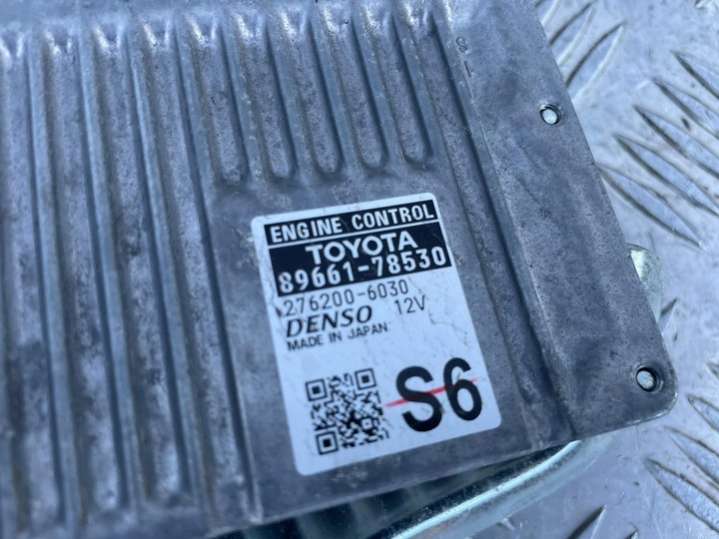 ENGINE CONTROL
TOYOTA
89661-78530
276200-6030
DENSO 12V
MADE IN JAPAN
S6